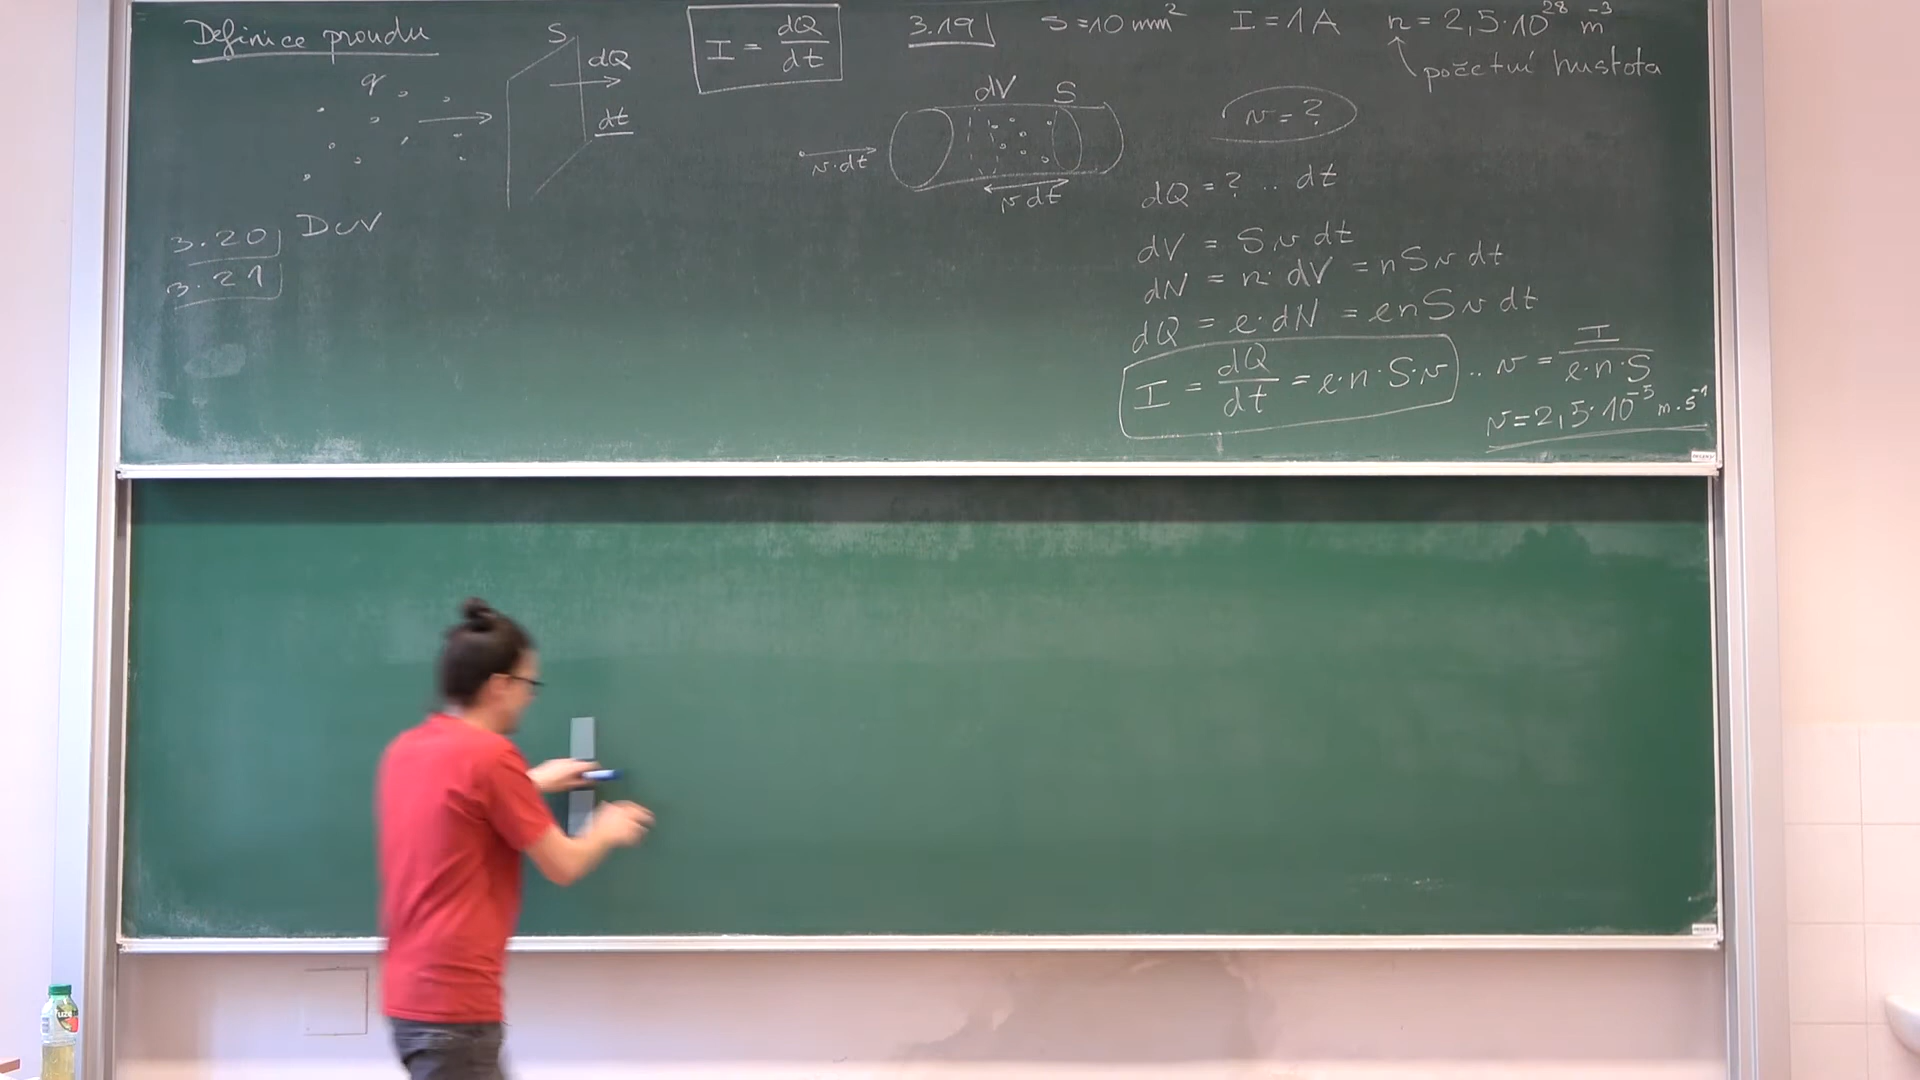 Definice proudu
S
dQ
q
dt
I = dQ/dt
3.20) DCV
3.21)
3.19) S = 10 mm² I = 1 A n = 2,5·10²⁸ m⁻³
početní hustota
dV S
v·dt
v dt
v = ?
dQ = ? .. dt
dV = S v dt
dN = n · dV = n S v dt
dQ = e · dN = e n S v dt
I = dQ/dt = e·n·S·v .. v = I/(e·n·S)
v = 2,5·10⁻⁵ m·s⁻¹